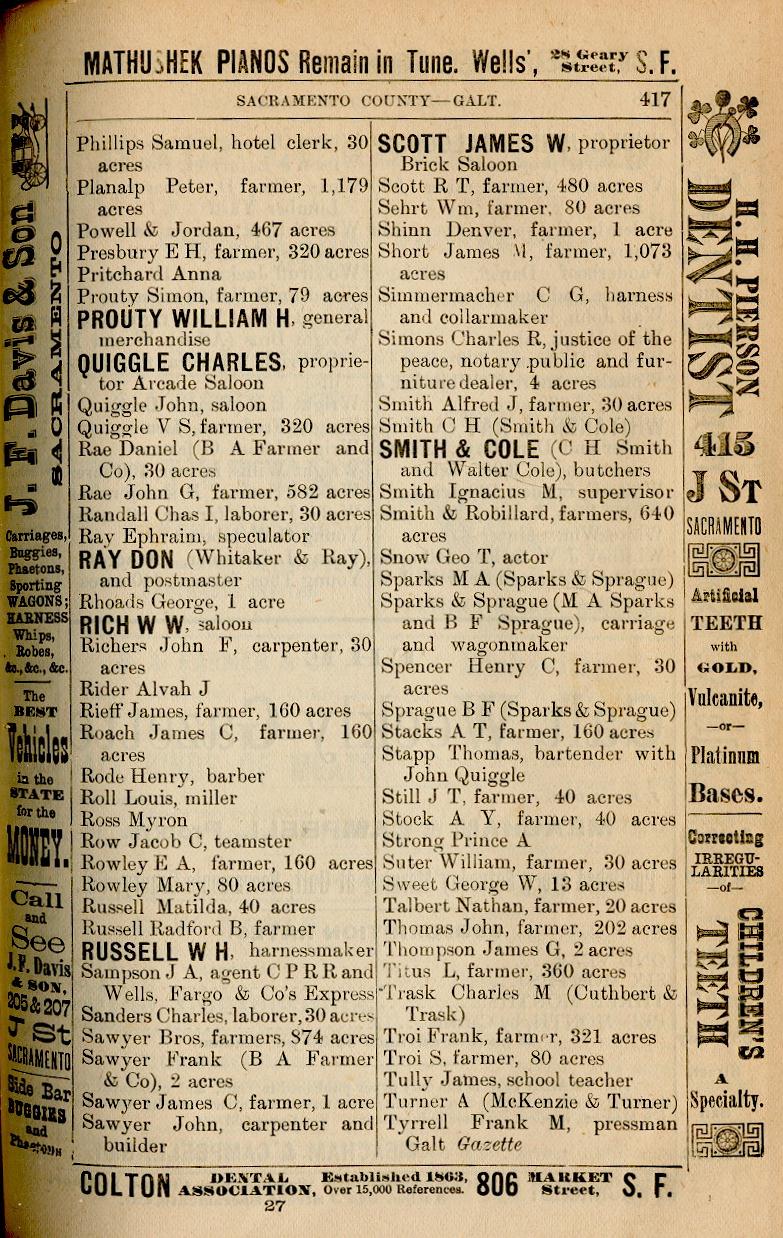 MATHUSHEK PIANOS Remain in Tune. Wells', 28 Geary Street, S. F.
SACRAMENTO COUNTY—GALT.
417
Phillips Samuel, hotel clerk, 30
acres
Planalp Peter, farmer, 1,179
acres
Powell & Jordan, 467 acres
Presbury E H, farmer, 320 acres
Pritchard Anna
Prouty Simon, farmer, 79 acres
PROUTY WILLIAM H, general
merchandise
QUIGGLE CHARLES, proprie-
tor Arcade Saloon
Quiggle John, saloon
Quiggle V S, farmer, 320 acres
Rae Daniel (B A Farmer and
Co), 30 acres
Rae John G, farmer, 582 acres
Randall Chas I, laborer, 30 acres
Ray Ephraim, speculator
RAY DON (Whitaker & Ray),
and postmaster
Rhoads George, 1 acre
RICH W W, saloon
Richers John F, carpenter, 30
acres
Rider Alvah J
Rieff James, farmer, 160 acres
Roach James C, farmer, 160
acres
Rode Henry, barber
Roll Louis, miller
Ross Myron
Row Jacob C, teamster
Rowley E A, farmer, 160 acres
Rowley Mary, 80 acres
Russell Matilda, 40 acres
Russell Radford B, farmer
RUSSELL W H, harnessmaker
Sampson J A, agent C P R R and
Wells, Fargo & Co's Express
Sanders Charles, laborer, 30 acres
Sawyer Bros, farmers, 874 acres
Sawyer Frank (B A Farmer
& Co), 2 acres
Sawyer James C, farmer, 1 acre
Sawyer John, carpenter and
builder
SCOTT JAMES W, proprietor
Brick Saloon
Scott R T, farmer, 480 acres
Sehrt Wm, farmer, 80 acres
Shinn Denver, farmer, 1 acre
Short James M, farmer, 1,073
acres
Simmermacher C G, harness
and collarmaker
Simons Charles R, justice of the
peace, notary public and fur-
niture dealer, 4 acres
Smith Alfred J, farmer, 30 acres
Smith C H (Smith & Cole)
SMITH & COLE (C H Smith
and Walter Cole), butchers
Smith Ignacius M, supervisor
Smith & Robillard, farmers, 640
acres
Snow Geo T, actor
Sparks M A (Sparks & Sprague)
Sparks & Sprague (M A Sparks
and B F Sprague), carriage
and wagonmaker
Spencer Henry C, farmer, 30
acres
Sprague B F (Sparks & Sprague)
Stacks A T, farmer, 160 acres
Stapp Thomas, bartender with
John Quiggle
Still J T, farmer, 40 acres
Stock A Y, farmer, 40 acres
Strong Prince A
Suter William, farmer, 30 acres
Sweet George W, 13 acres
Talbert Nathan, farmer, 20 acres
Thomas John, farmer, 202 acres
Thompson James G, 2 acres
Titus L, farmer, 360 acres
Trask Charles M (Cuthbert &
Trask)
Troi Frank, farmer, 321 acres
Troi S, farmer, 80 acres
Tully James, school teacher
Turner A (McKenzie & Turner)
Tyrrell Frank M, pressman
Galt Gazette
J. F. Davis & Son
SACRAMENTO
Carriages,
Buggies,
Phaetons,
Sporting
WAGONS;
HARNESS
Whips,
Robes,
&c., &c., &c.
The
BEST
Vehicles
in the
STATE
for the
MONEY.
Call
and
See
J. F. Davis
& SON,
205 & 207
J St
SACRAMENTO
Side Bar
BUGGIES
and
Phaetons
H. H. PIERSON
DENTIST
415
J ST
SACRAMENTO
Artificial
TEETH
with
GOLD,
Vulcanite,
—or—
Platinum
Bases.
Correcting
IRREGU-
LARITIES
—of—
CHILDREN'S
TEETH
A
Specialty.
COLTON DENTAL ASSOCIATION, Established 1863, Over 15,000 References. 806 MARKET Street, S. F.
27